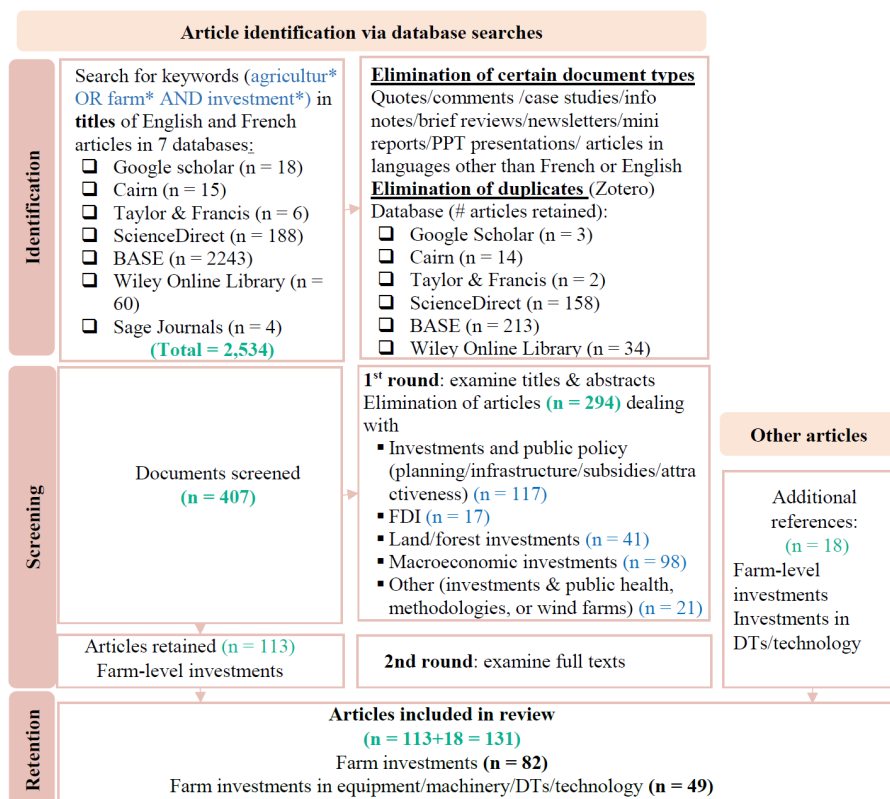 Article identification via database searches
Identification
Search for keywords (agricultur*
OR farm* AND investment*) in
titles of English and French
articles in 7 databases:
❑ Google scholar (n = 18)
❑ Cairn (n = 15)
❑ Taylor & Francis (n = 6)
❑ ScienceDirect (n = 188)
❑ BASE (n = 2243)
❑ Wiley Online Library (n =
60)
❑ Sage Journals (n = 4)
(Total = 2,534)
Elimination of certain document types
Quotes/comments /case studies/info
notes/brief reviews/newsletters/mini
reports/PPT presentations/ articles in
languages other than French or English
Elimination of duplicates (Zotero)
Database (# articles retained):
❑ Google Scholar (n = 3)
❑ Cairn (n = 14)
❑ Taylor & Francis (n = 2)
❑ ScienceDirect (n = 158)
❑ BASE (n = 213)
❑ Wiley Online Library (n = 34)
Screening
Documents screened
(n = 407)
1st round: examine titles & abstracts
Elimination of articles (n = 294) dealing
with
▪ Investments and public policy
(planning/infrastructure/subsidies/attra
ctiveness) (n = 117)
▪ FDI (n = 17)
▪ Land/forest investments (n = 41)
▪ Macroeconomic investments (n = 98)
▪ Other (investments & public health,
methodologies, or wind farms) (n = 21)
Other articles
Additional
references:
(n = 18)
Farm-level
investments
Investments in
DTs/technology
Articles retained (n = 113)
Farm-level investments
2nd round: examine full texts
Retention
Articles included in review
(n = 113+18 = 131)
Farm investments (n = 82)
Farm investments in equipment/machinery/DTs/technology (n = 49)